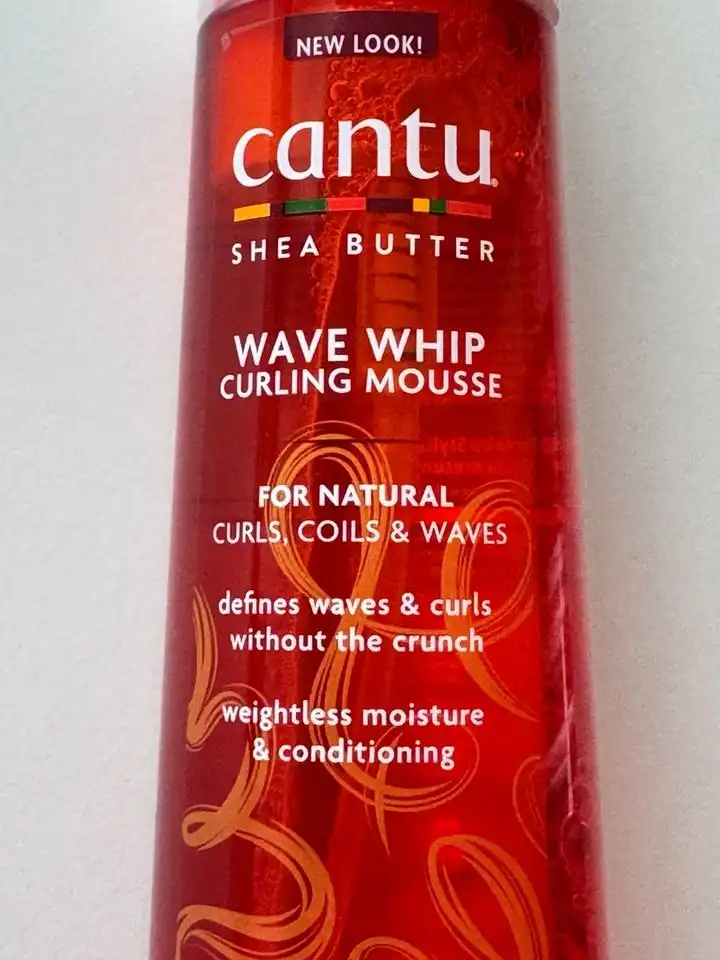 NEW LOOK!
cantu®
SHEA BUTTER
WAVE WHIP
CURLING MOUSSE
FOR NATURAL
CURLS, COILS & WAVES
defines waves & curls
without the crunch
weightless moisture
& conditioning